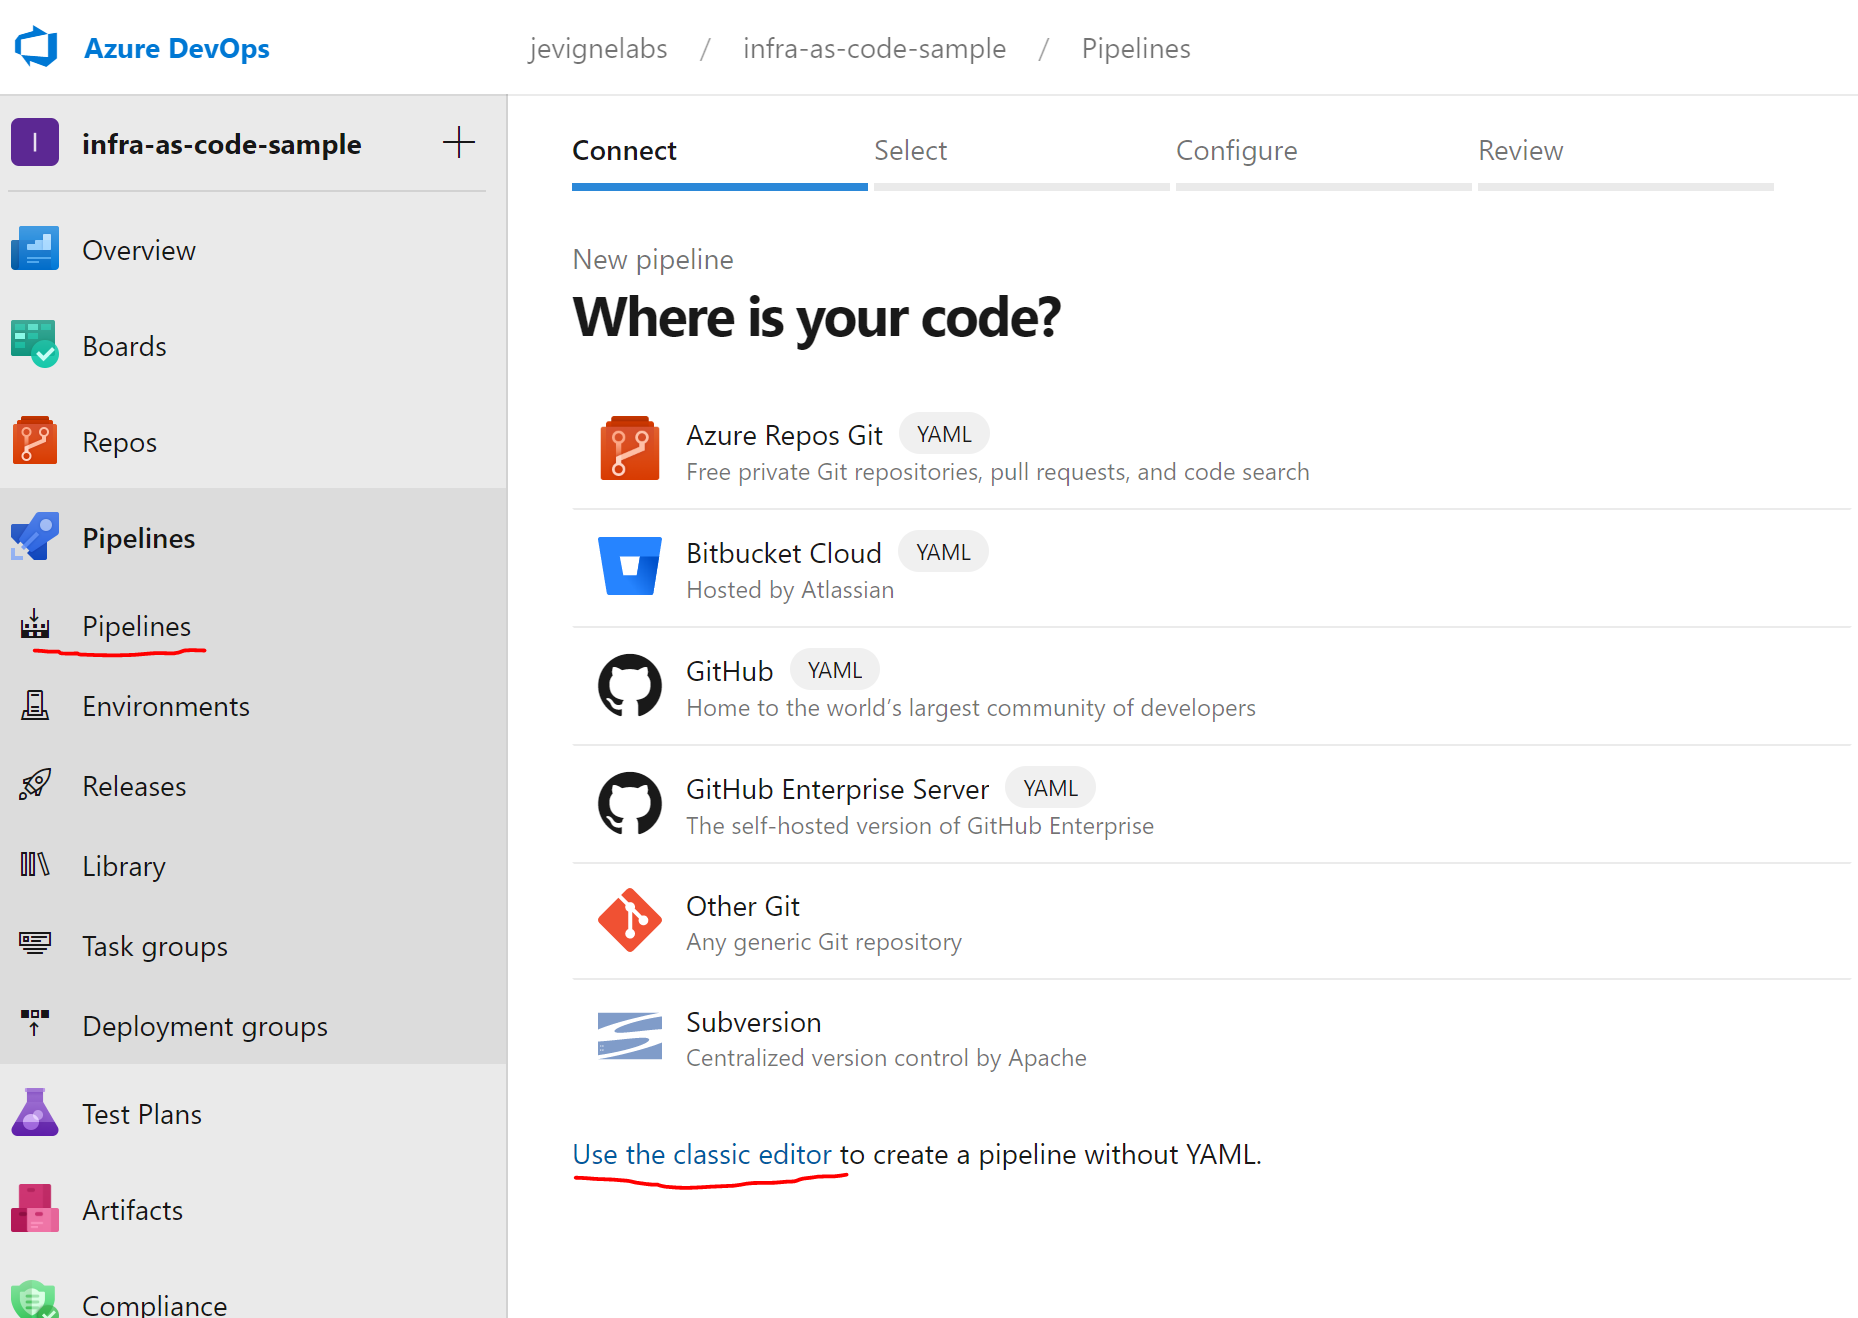 Azure DevOps
jevignelabs / infra-as-code-sample / Pipelines
I
infra-as-code-sample
Overview
Boards
Repos
Pipelines
Pipelines
Environments
Releases
Library
Task groups
Deployment groups
Test Plans
Artifacts
Compliance
Connect
Select
Configure
Review
New pipeline
Where is your code?
Azure Repos Git YAML
Free private Git repositories, pull requests, and code search
Bitbucket Cloud YAML
Hosted by Atlassian
GitHub YAML
Home to the world’s largest community of developers
GitHub Enterprise Server YAML
The self-hosted version of GitHub Enterprise
Other Git
Any generic Git repository
Subversion
Centralized version control by Apache
Use the classic editor to create a pipeline without YAML.